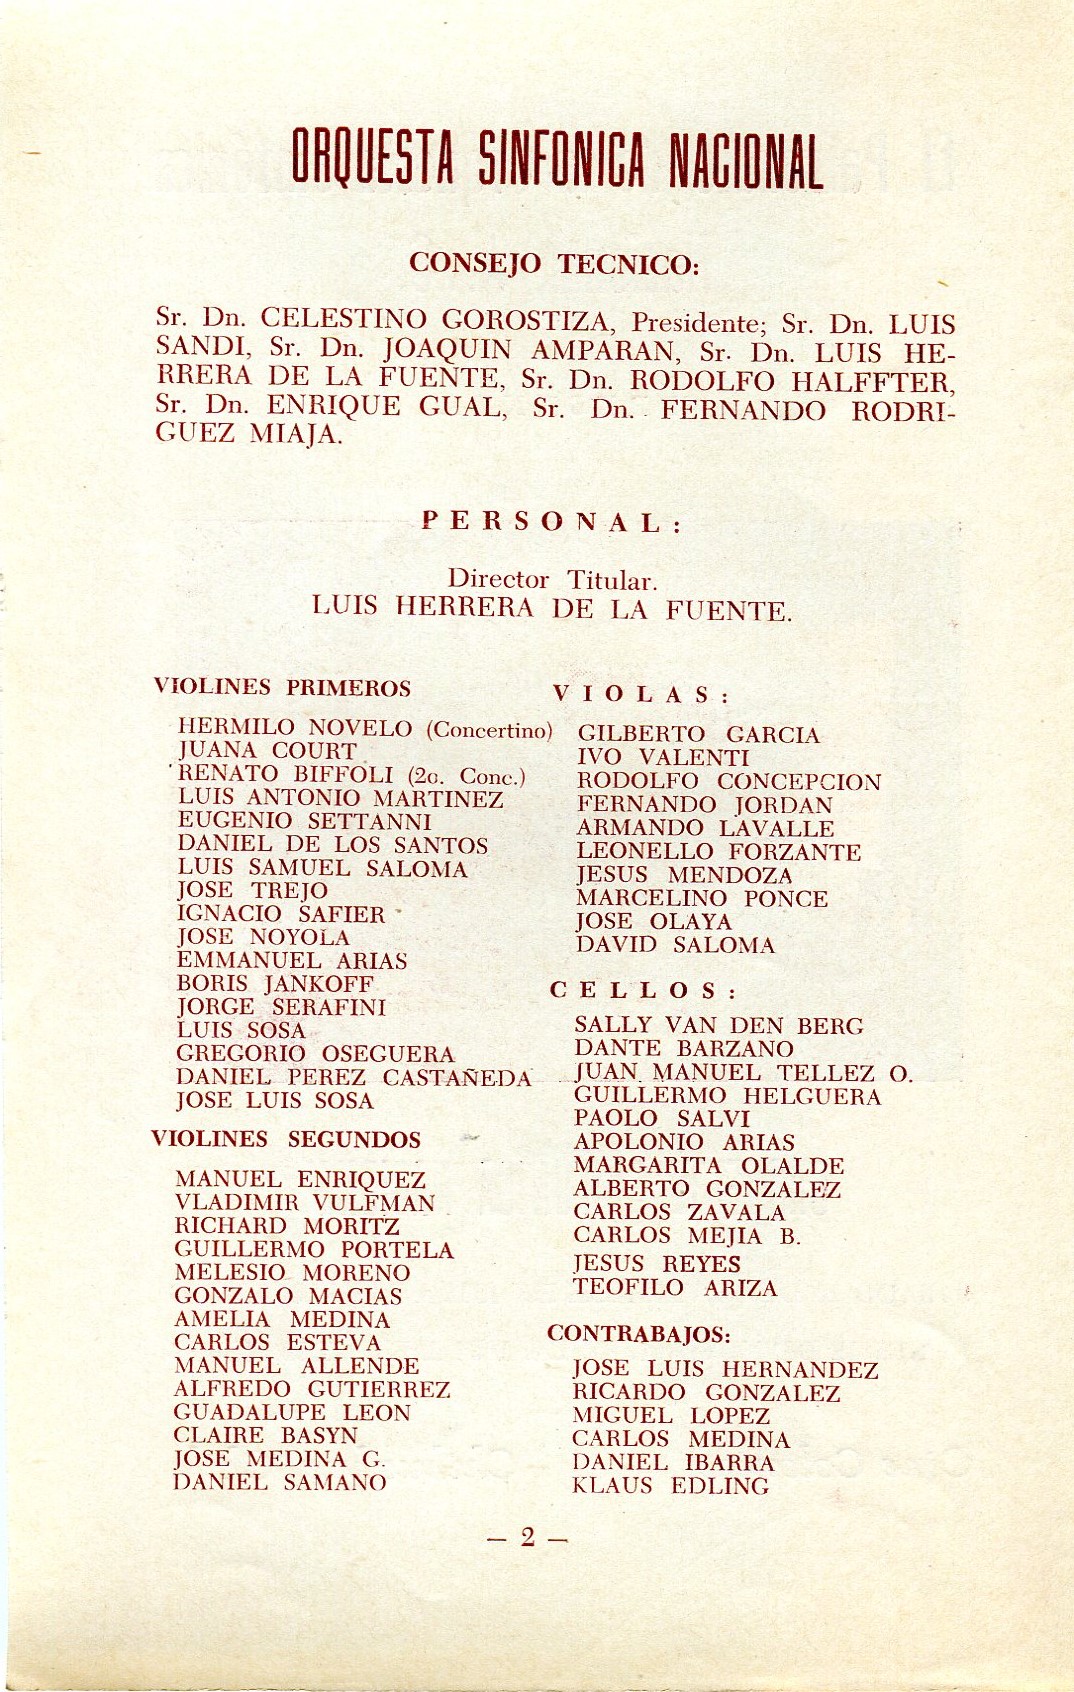 ORQUESTA SINFONICA NACIONAL
CONSEJO TECNICO:
Sr. Dn. CELESTINO GOROSTIZA, Presidente; Sr. Dn. LUIS
SANDI, Sr. Dn. JOAQUIN AMPARAN, Sr. Dn. LUIS HE-
RRERA DE LA FUENTE, Sr. Dn. RODOLFO HALFFTER,
Sr. Dn. ENRIQUE GUAL, Sr. Dn. FERNANDO RODRI-
GUEZ MIAJA.
PERSONAL:
Director Titular.
LUIS HERRERA DE LA FUENTE.
VIOLINES PRIMEROS
HERMILO NOVELO (Concertino)
JUANA COURT
RENATO BIFFOLI (2o. Conc.)
LUIS ANTONIO MARTINEZ
EUGENIO SETTANNI
DANIEL DE LOS SANTOS
LUIS SAMUEL SALOMA
JOSE TREJO
IGNACIO SAFIER
JOSE NOYOLA
EMMANUEL ARIAS
BORIS JANKOFF
JORGE SERAFINI
LUIS SOSA
GREGORIO OSEGUERA
DANIEL PEREZ CASTAÑEDA
JOSE LUIS SOSA
VIOLINES SEGUNDOS
MANUEL ENRIQUEZ
VLADIMIR VULFMAN
RICHARD MORITZ
GUILLERMO PORTELA
MELESIO MORENO
GONZALO MACIAS
AMELIA MEDINA
CARLOS ESTEVA
MANUEL ALLENDE
ALFREDO GUTIERREZ
GUADALUPE LEON
CLAIRE BASYN
JOSE MEDINA G.
DANIEL SAMANO
VIOLAS:
GILBERTO GARCIA
IVO VALENTI
RODOLFO CONCEPCION
FERNANDO JORDAN
ARMANDO LAVALLE
LEONELLO FORZANTE
JESUS MENDOZA
MARCELINO PONCE
JOSE OLAYA
DAVID SALOMA
CELLOS:
SALLY VAN DEN BERG
DANTE BARZANO
JUAN MANUEL TELLEZ O.
GUILLERMO HELGUERA
PAOLO SALVI
APOLONIO ARIAS
MARGARITA OLALDE
ALBERTO GONZALEZ
CARLOS ZAVALA
CARLOS MEJIA B.
JESUS REYES
TEOFILO ARIZA
CONTRABAJOS:
JOSE LUIS HERNANDEZ
RICARDO GONZALEZ
MIGUEL LOPEZ
CARLOS MEDINA
DANIEL IBARRA
KLAUS EDLING
— 2 —